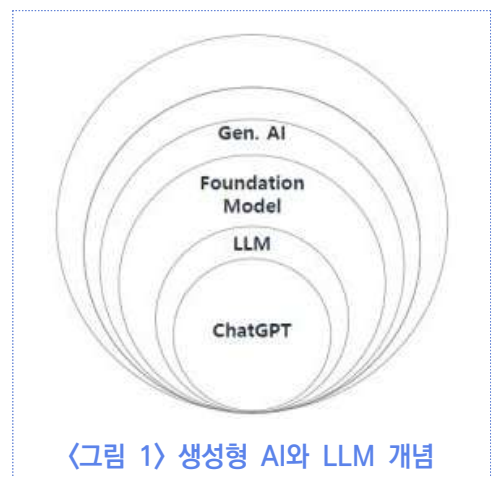 Gen. AI
Foundation
Model
LLM
ChatGPT
〈그림 1〉 생성형 AI와 LLM 개념